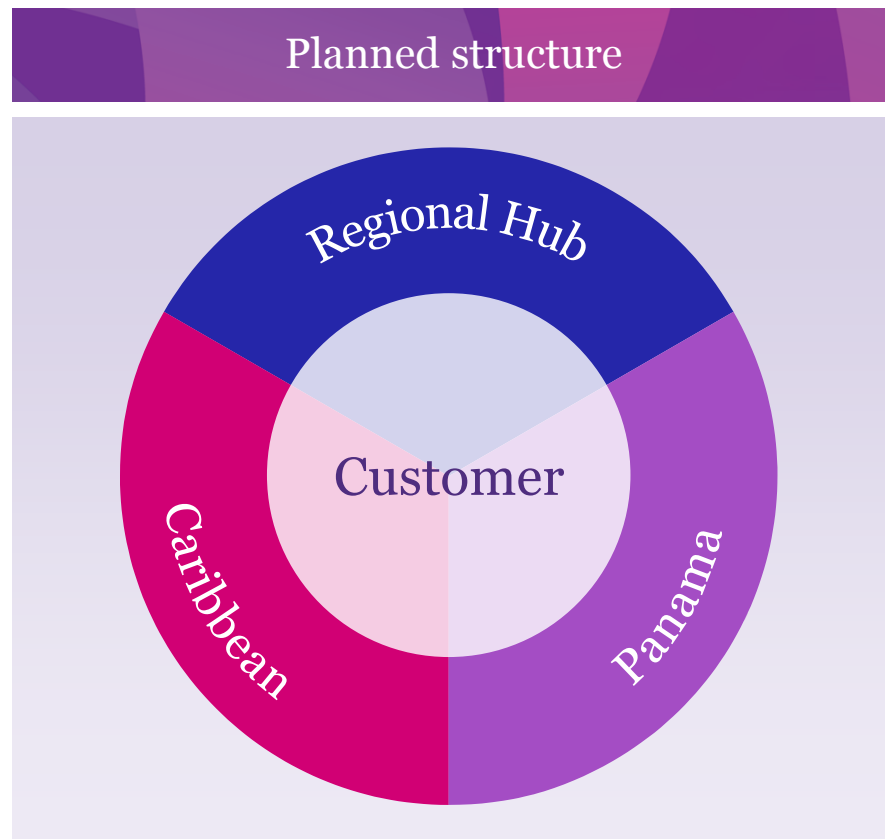 Planned structure
Regional Hub
Customer
Caribbean
Panama